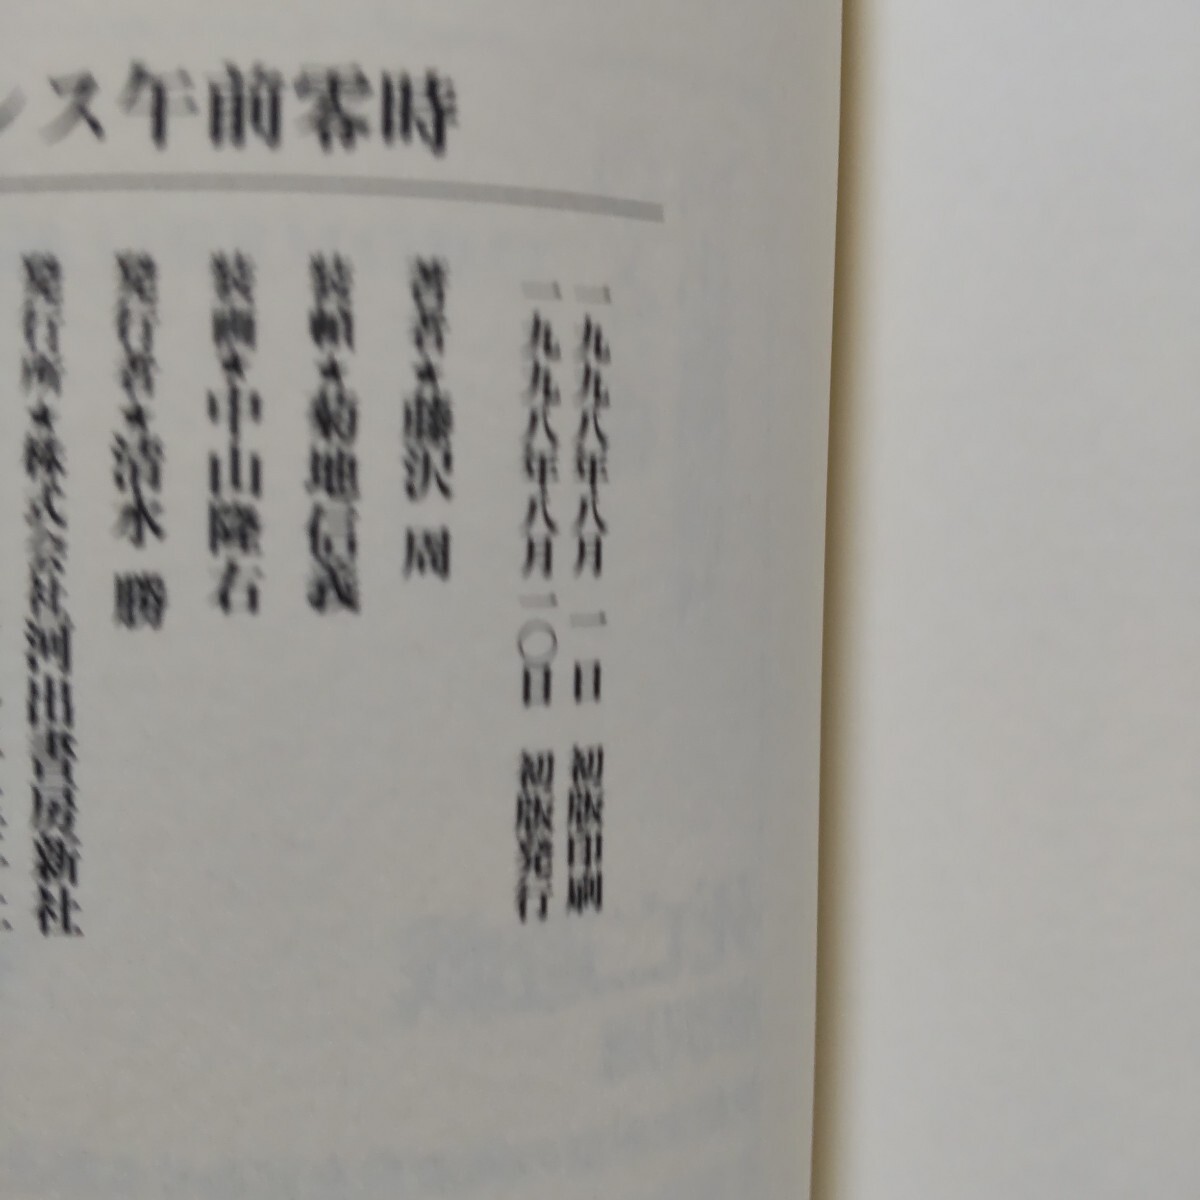 ス午前零時
一九九八年八月 一日 初版印刷
一九九八年八月一〇日 初版発行
著者★藤沢 周
装幀★菊地信義
装画★中山隆右
発行者★清水 勝
発行所★株式会社河出書房新社